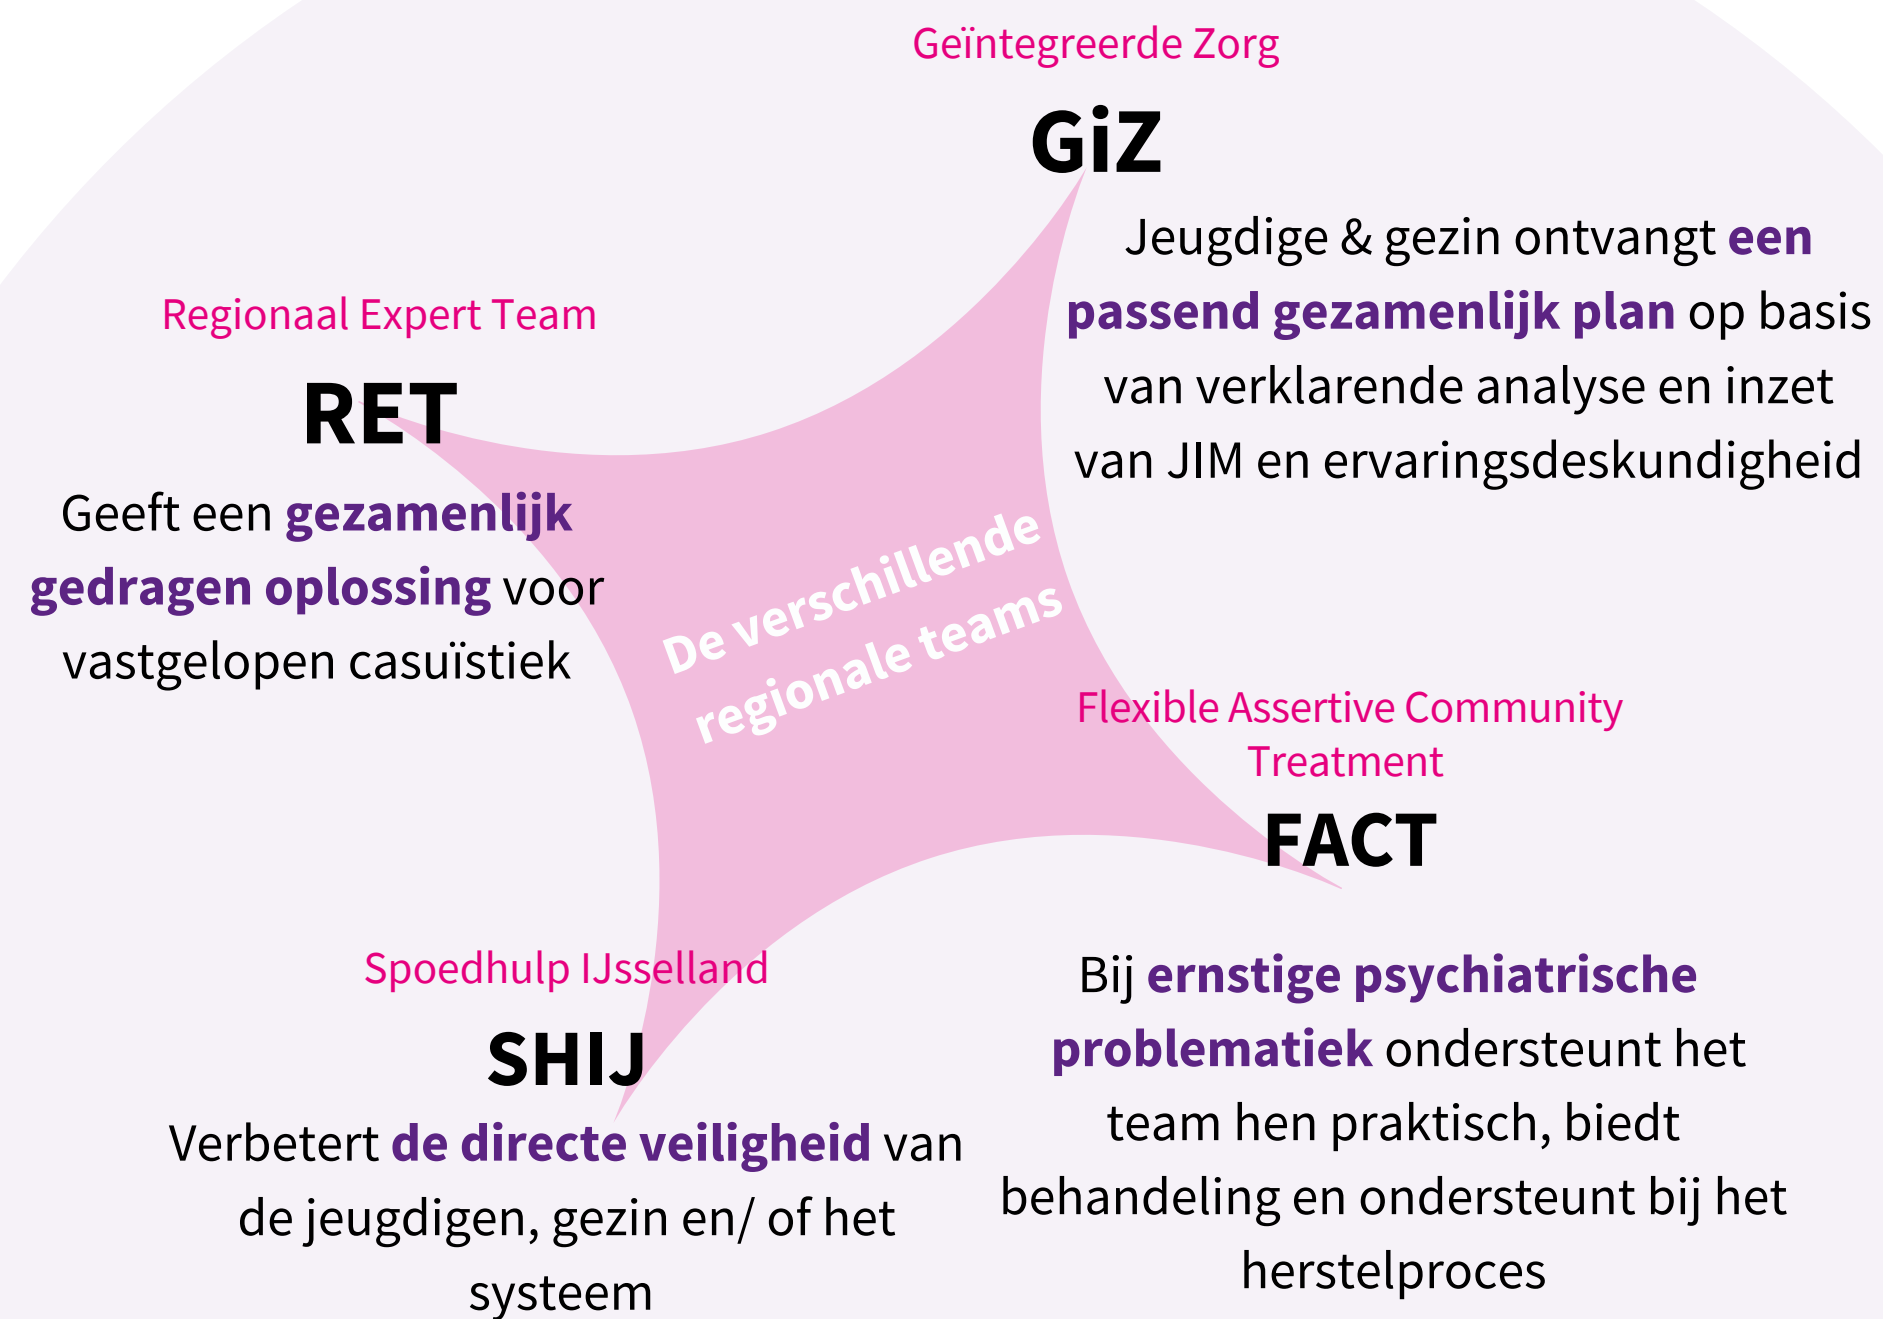 Geïntegreerde Zorg
GiZ
Jeugdige & gezin ontvangt een
passend gezamenlijk plan op basis
van verklarende analyse en inzet
van JIM en ervaringsdeskundigheid
Regionaal Expert Team
RET
Geeft een gezamenlijk
gedragen oplossing voor
vastgelopen casuïstiek
De verschillende
regionale teams
Flexible Assertive Community
Treatment
FACT
Bij ernstige psychiatrische
problematiek ondersteunt het
team hen praktisch, biedt
behandeling en ondersteunt bij het
herstelproces
Spoedhulp IJsselland
SHIJ
Verbetert de directe veiligheid van
de jeugdigen, gezin en/ of het
systeem